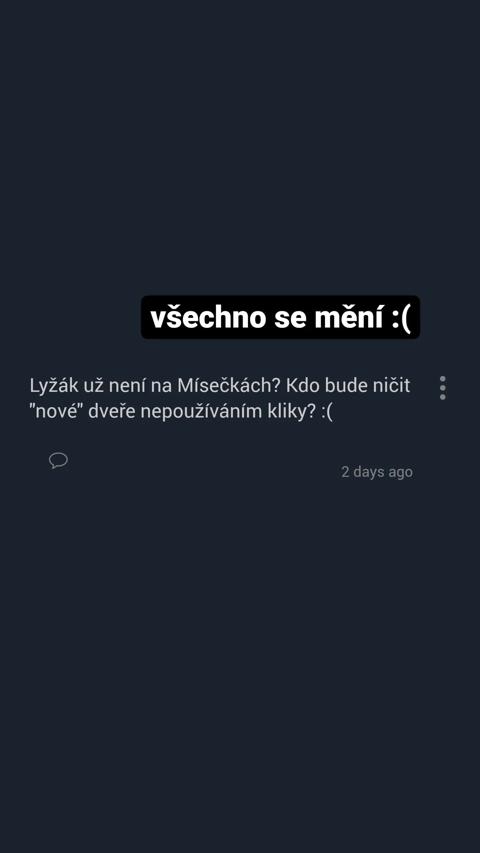 všechno se mění :(
Lyžák už není na Mísečkách? Kdo bude ničit
"nové" dveře nepoužíváním kliky? :(
2 days ago